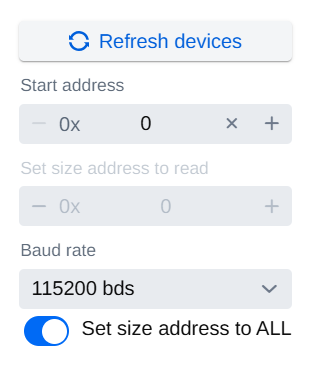 Refresh devices
Start address
− 0x 0 × +
Set size address to read
− 0x 0 +
Baud rate
115200 bds
Set size address to ALL